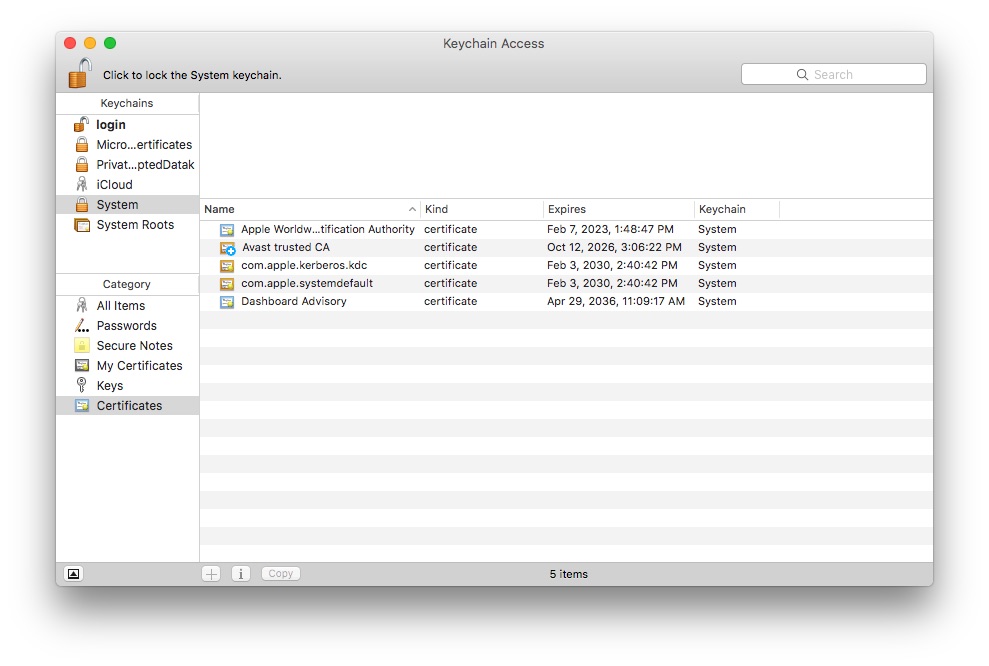 Keychain Access
Click to lock the System keychain.
Search
Keychains
login
Micro...ertificates
Privat...ptedDatak
iCloud
System
System Roots
Category
All Items
Passwords
Secure Notes
My Certificates
Keys
Certificates
Name Kind Expires Keychain
Apple Worldw...tification Authority certificate Feb 7, 2023, 1:48:47 PM System
Avast trusted CA certificate Oct 12, 2026, 3:06:22 PM System
com.apple.kerberos.kdc certificate Feb 3, 2030, 2:40:42 PM System
com.apple.systemdefault certificate Feb 3, 2030, 2:40:42 PM System
Dashboard Advisory certificate Apr 29, 2036, 11:09:17 AM System
Copy
5 items